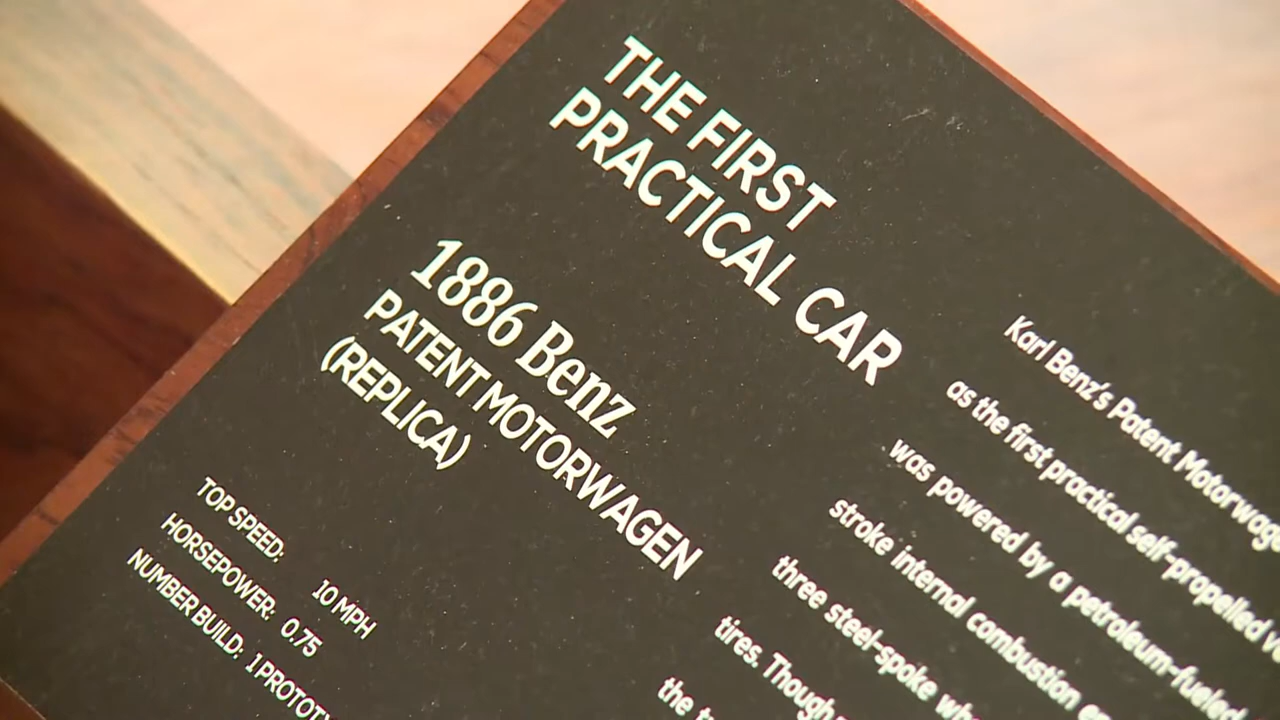 THE FIRST
PRACTICAL CAR
1886 Benz
PATENT MOTORWAGEN
(REPLICA)
TOP SPEED: 10 MPH
HORSEPOWER: 0.75
NUMBER BUILD: 1 PROTOTY
Karl Benz's Patent Motorwage
as the first practical self-propelled
was powered by a petroleum-fueled
stroke internal combustion
three steel-spoke
tires. Though
the